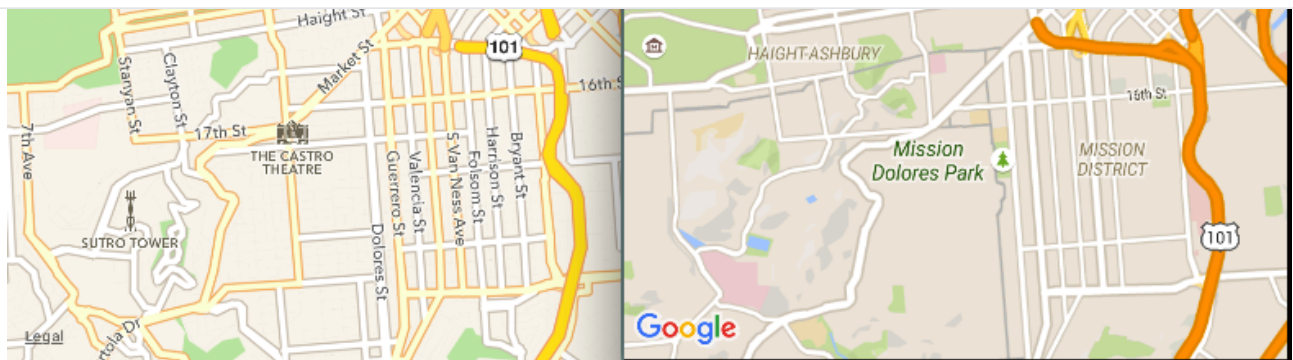 Haight St
Market St
101
16th S
Stanyan St
Clayton St
17th St
7th Ave
THE CASTRO
THEATRE
Guerrero St
Valencia St
S Van Ness Ave
Folsom St
Harrison St
Bryant St
Dolores St
SUTRO TOWER
Legal
rtola Dr
HAIGHT-ASHBURY
16th St
Mission
Dolores Park
MISSION
DISTRICT
101
Google